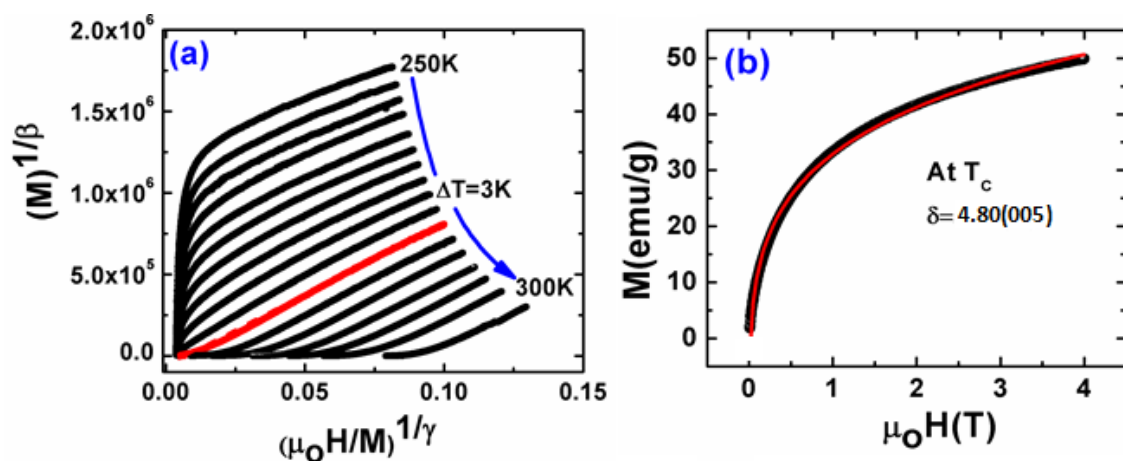 (a)
2.0x10⁶
1.5x10⁶
1.0x10⁶
5.0x10⁵
0.0
(M)^1/β
250K
ΔT=3K
300K
0.00 0.05 0.10 0.15
(μ₀H/M)^1/γ
(b)
50
40
30
20
10
0
M(emu/g)
At T_C
δ= 4.80(005)
0 1 2 3 4
μ₀H(T)